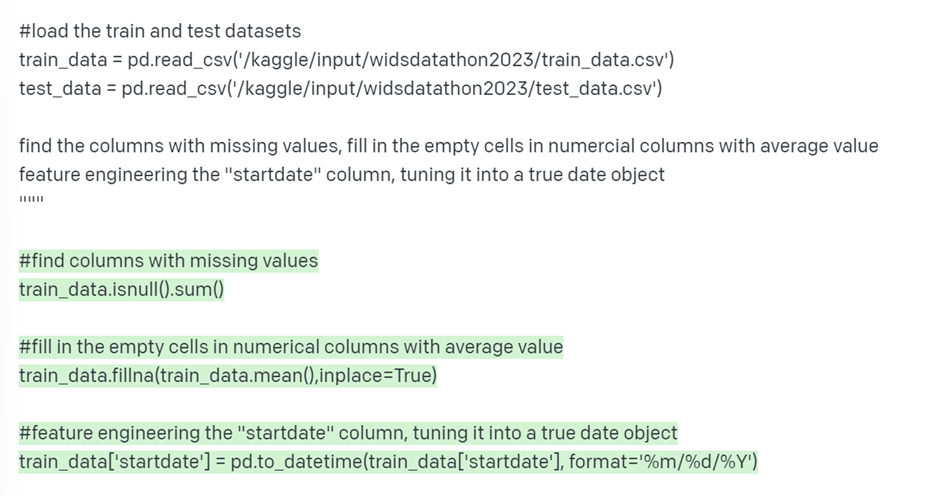 #load the train and test datasets
train_data = pd.read_csv('/kaggle/input/widsdatathon2023/train_data.csv')
test_data = pd.read_csv('/kaggle/input/widsdatathon2023/test_data.csv')
find the columns with missing values, fill in the empty cells in numercial columns with average value
feature engineering the "startdate" column, tuning it into a true date object
"""
#find columns with missing values
train_data.isnull().sum()
#fill in the empty cells in numerical columns with average value
train_data.fillna(train_data.mean(),inplace=True)
#feature engineering the "startdate" column, tuning it into a true date object
train_data['startdate'] = pd.to_datetime(train_data['startdate'], format='%m/%d/%Y')